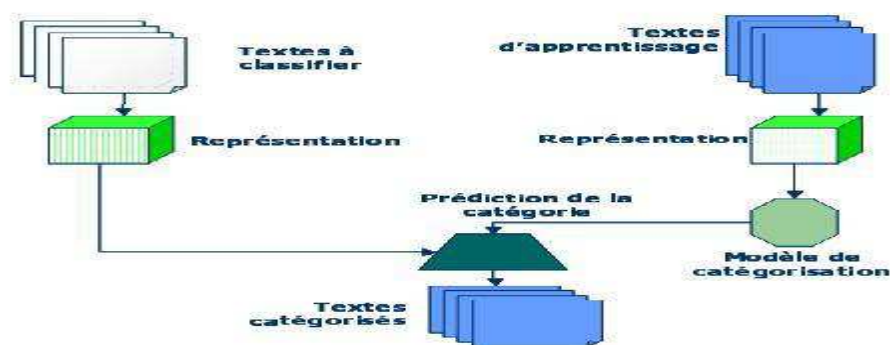 Textes à
classifier
Textes
d'apprentissage
Représentation
Représentation
Prédiction de la
catégorie
Modèle de
catégorisation
Textes
catégorisés